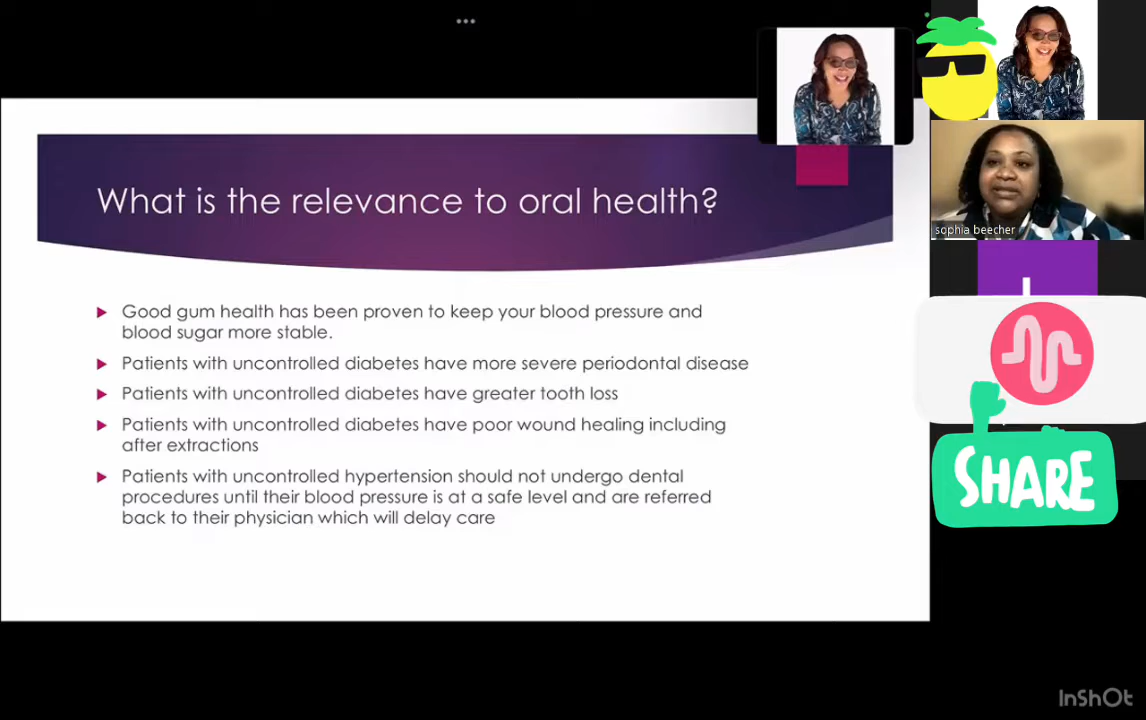 What is the relevance to oral health?
Good gum health has been proven to keep your blood pressure and
blood sugar more stable.
Patients with uncontrolled diabetes have more severe periodontal disease
Patients with uncontrolled diabetes have greater tooth loss
Patients with uncontrolled diabetes have poor wound healing including
after extractions
Patients with uncontrolled hypertension should not undergo dental
procedures until their blood pressure is at a safe level and are referred
back to their physician which will delay care
sophia beecher
SHARE
InShOt